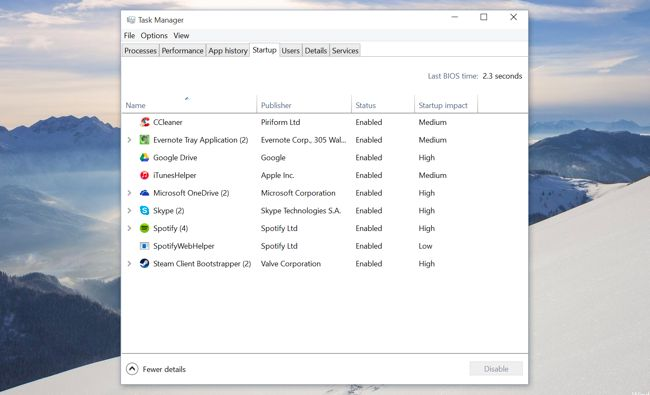 Task Manager
File Options View
Processes Performance App history Startup Users Details Services
Last BIOS time: 2.3 seconds
Name Publisher Status Startup impact
CCleaner Piriform Ltd Enabled Medium
Evernote Tray Application (2) Evernote Corp., 305 Wal... Enabled Medium
Google Drive Google Enabled High
iTunesHelper Apple Inc. Enabled Medium
Microsoft OneDrive (2) Microsoft Corporation Enabled High
Skype (2) Skype Technologies S.A. Enabled High
Spotify (4) Spotify Ltd Enabled High
SpotifyWebHelper Spotify Ltd Enabled Low
Steam Client Bootstrapper (2) Valve Corporation Enabled High
Fewer details Disable